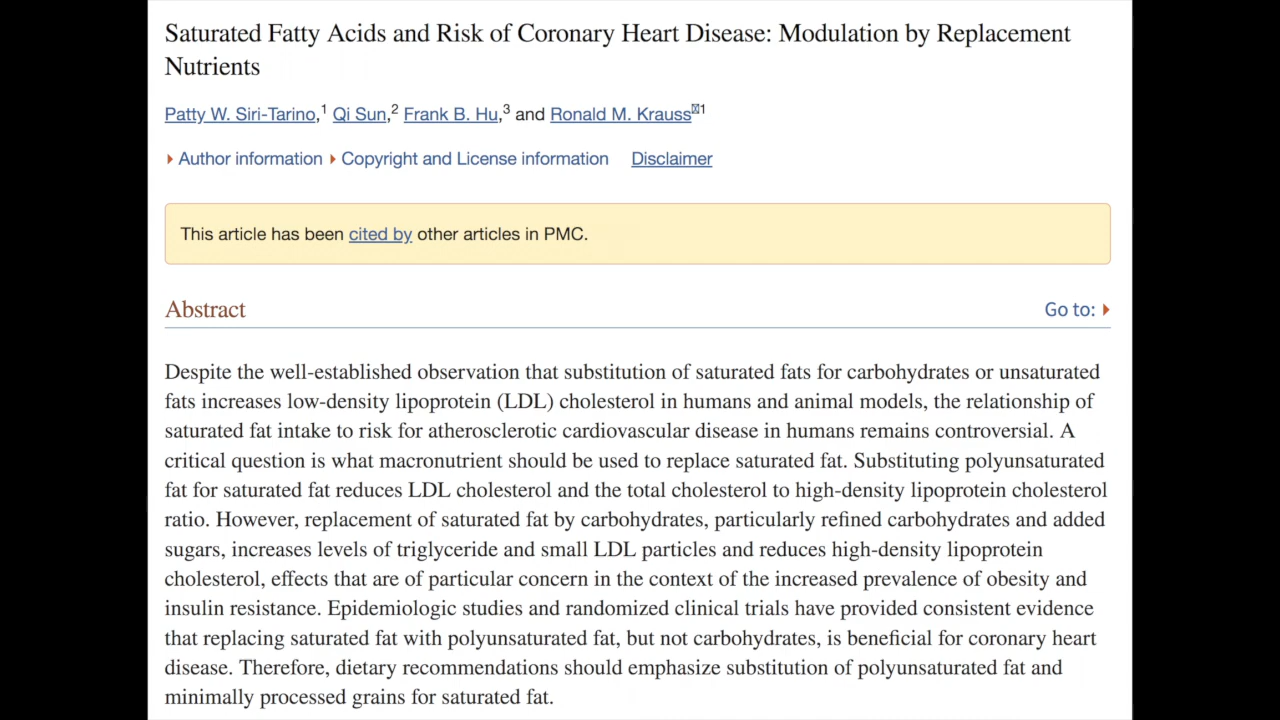 Saturated Fatty Acids and Risk of Coronary Heart Disease: Modulation by Replacement
Nutrients
Patty W. Siri-Tarino,1 Qi Sun,2 Frank B. Hu,3 and Ronald M. Krauss✉1
Author information Copyright and License information Disclaimer
This article has been cited by other articles in PMC.
Abstract Go to:
Despite the well-established observation that substitution of saturated fats for carbohydrates or unsaturated
fats increases low-density lipoprotein (LDL) cholesterol in humans and animal models, the relationship of
saturated fat intake to risk for atherosclerotic cardiovascular disease in humans remains controversial. A
critical question is what macronutrient should be used to replace saturated fat. Substituting polyunsaturated
fat for saturated fat reduces LDL cholesterol and the total cholesterol to high-density lipoprotein cholesterol
ratio. However, replacement of saturated fat by carbohydrates, particularly refined carbohydrates and added
sugars, increases levels of triglyceride and small LDL particles and reduces high-density lipoprotein
cholesterol, effects that are of particular concern in the context of the increased prevalence of obesity and
insulin resistance. Epidemiologic studies and randomized clinical trials have provided consistent evidence
that replacing saturated fat with polyunsaturated fat, but not carbohydrates, is beneficial for coronary heart
disease. Therefore, dietary recommendations should emphasize substitution of polyunsaturated fat and
minimally processed grains for saturated fat.